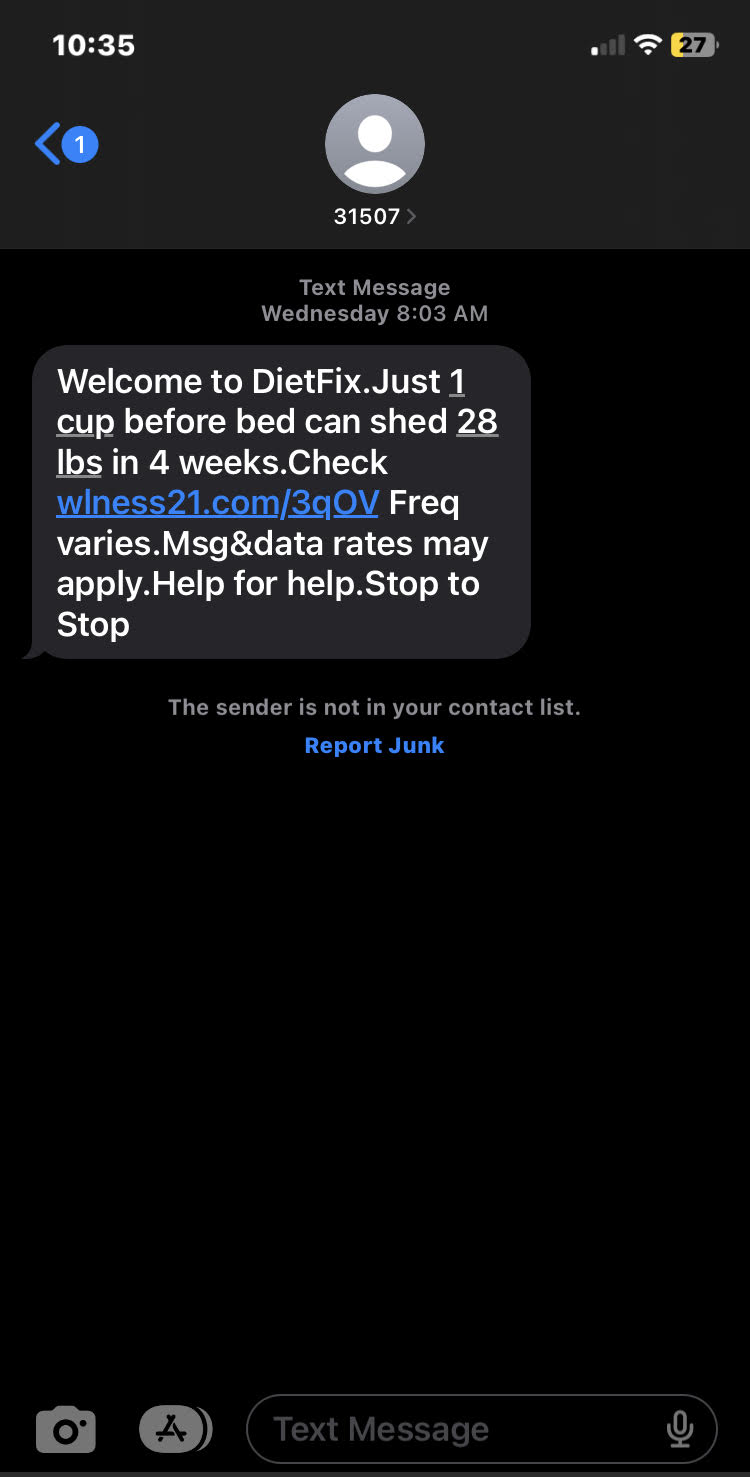 10:35
27
1
31507
Text Message
Wednesday 8:03 AM
Welcome to DietFix.Just 1
cup before bed can shed 28
lbs in 4 weeks.Check
wlness21.com/3qOV Freq
varies.Msg&data rates may
apply.Help for help.Stop to
Stop
The sender is not in your contact list.
Report Junk
Text Message